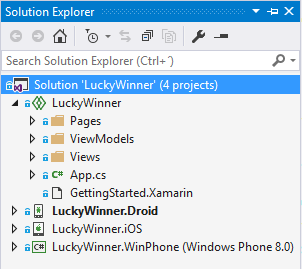 Solution Explorer
Search Solution Explorer (Ctrl+´)
Solution 'LuckyWinner' (4 projects)
LuckyWinner
Pages
ViewModels
Views
C# App.cs
GettingStarted.Xamarin
LuckyWinner.Droid
LuckyWinner.iOS
C# LuckyWinner.WinPhone (Windows Phone 8.0)